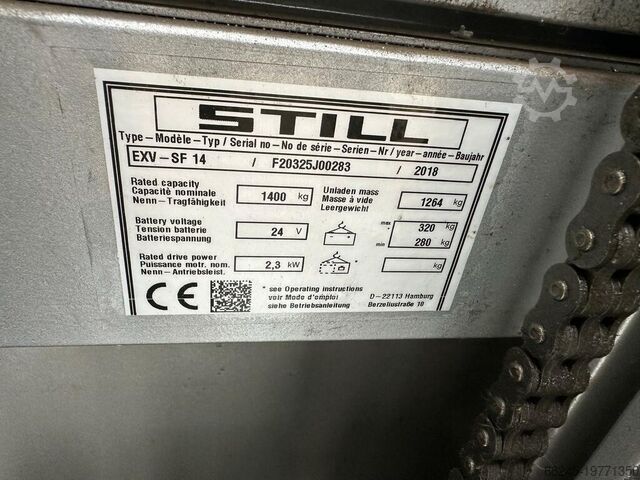 STILL
Type – Modèle – Typ / Serial no – No de série – Serien – Nr / year – année – Baujahr
EXV – SF 14 / F20325J00283 / 2018
Rated capacity
Capacité nominale
Nenn – Tragfähigkeit
1400 kg
Unladen mass
Masse à vide
Leergewicht
1264 kg
Battery voltage
Tension batterie
Batteriespannung
24 V
max 320 kg
min 280 kg
Rated drive power
Puissance motr. nom.
Nenn – Antriebsleist.
2,3 kW
* kg
CE
* see Operating instructions
voir Mode d'emploi
siehe Betriebsanleitung
D – 22113 Hamburg
Berzeliusstraße 10
Machineseeker